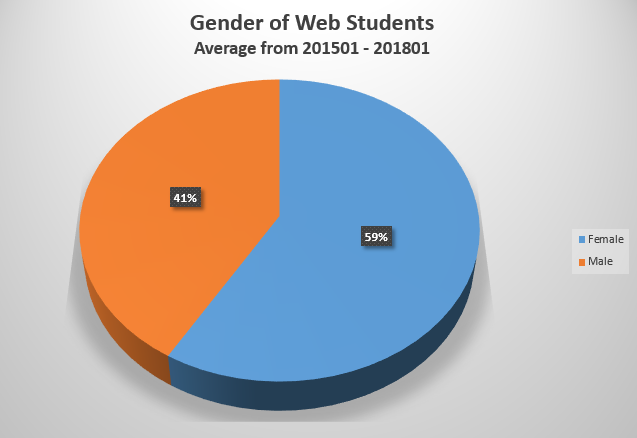 Gender of Web Students
Average from 201501 - 201801
41%
59%
Female
Male